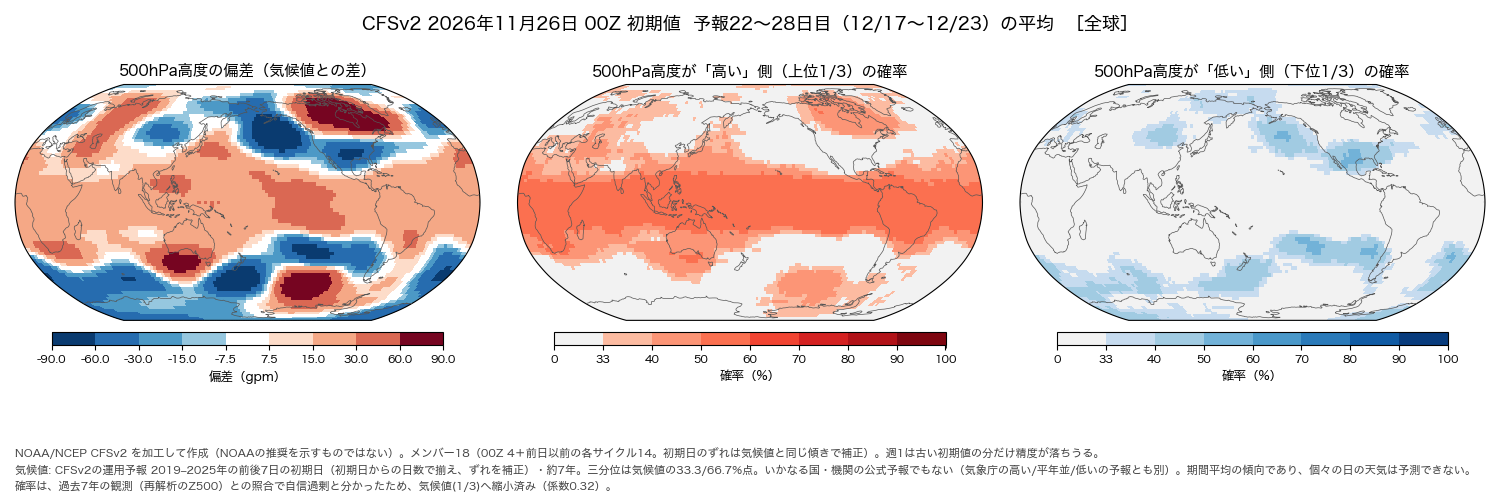 CFSv2 2026年11月26日 00Z 初期値　予報22～28日目（12/17～12/23）の平均　［全球］
500hPa高度の偏差（気候値との差）
500hPa高度が「高い」側（上位1/3）の確率
500hPa高度が「低い」側（下位1/3）の確率
-90.0 -60.0 -30.0 -15.0 -7.5 7.5 15.0 30.0 60.0 90.0
偏差（gpm）
0 33 40 50 60 70 80 90 100
確率（%）
0 33 40 50 60 70 80 90 100
確率（%）
NOAA/NCEP CFSv2 を加工して作成（NOAAの推奨を示すものではない）。メンバー18（00Z 4＋前日以前の各サイクル14。初期日のずれは気候値と同じ傾きで補正）。週1は古い初期値の分だけ精度が落ちうる。
気候値: CFSv2の運用予報 2019–2025年の前後7日の初期日（初期日からの日数で揃え、ずれを補正）・約7年。三分位は気候値の33.3/66.7%点。いかなる国・機関の公式予報でもない（気象庁の高い/平年並/低いの予報とも別）。期間平均の傾向であり、個々の日の天気は予測できない。
確率は、過去7年の観測（再解析のZ500）との照合で自信過剰と分かったため、気候値(1/3)へ縮小済み（係数0.32）。